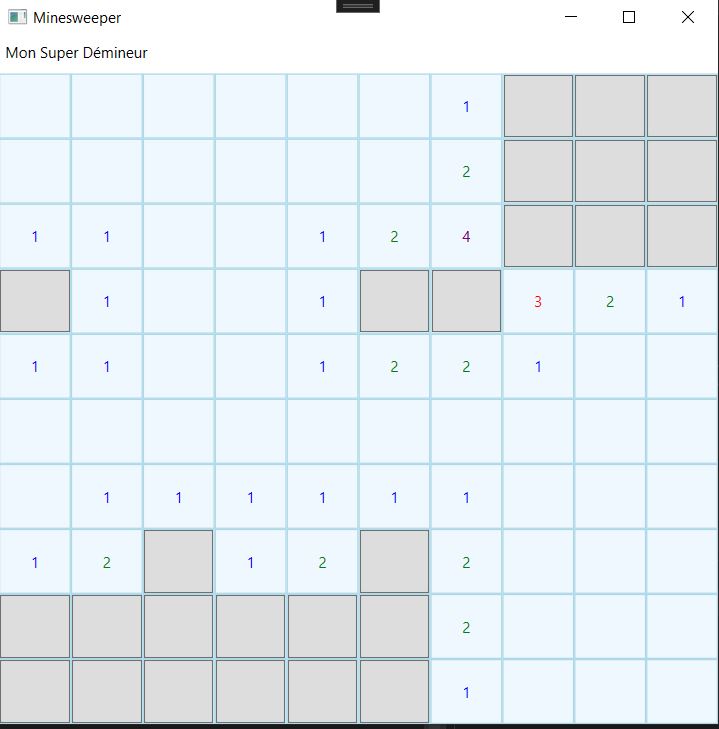 Minesweeper
Mon Super Démineur
1
2
1 1 1 2 4
1 1 3 2 1
1 1 1 2 2 1
1 1 1 1 1 1
1 2 1 2 2
2
1